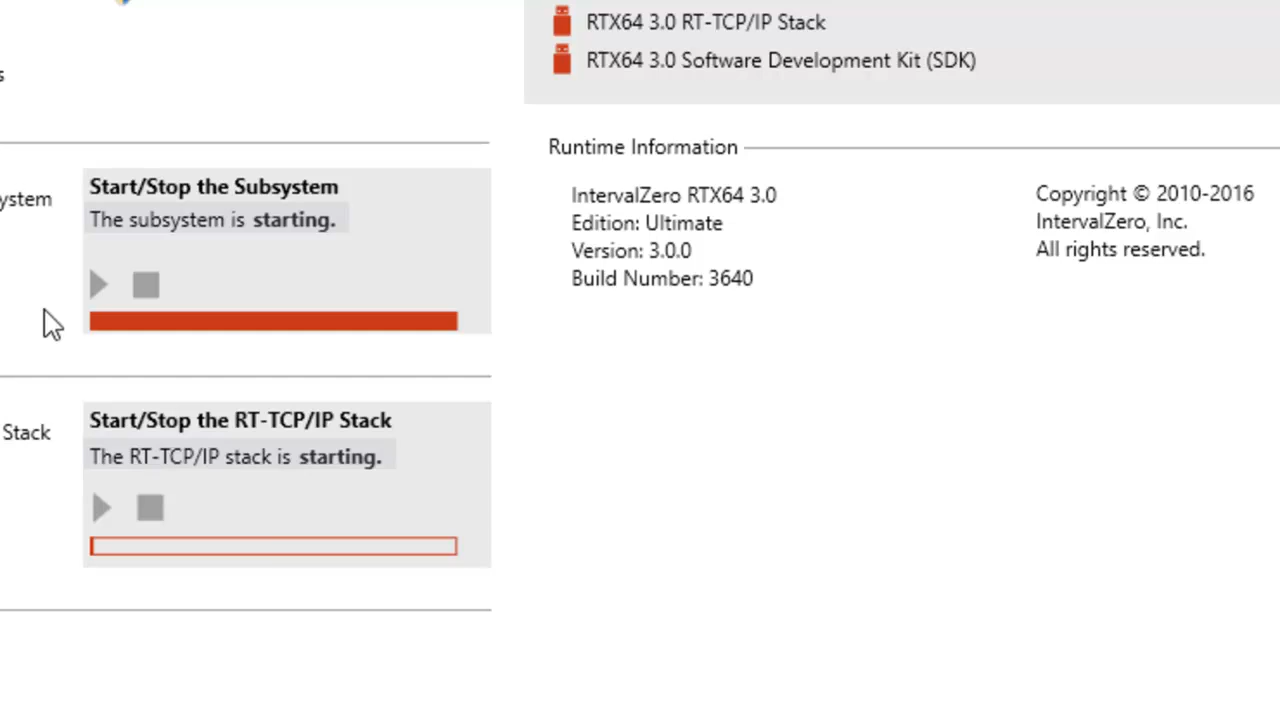 s
ystem
Start/Stop the Subsystem
The subsystem is starting.
Stack
Start/Stop the RT-TCP/IP Stack
The RT-TCP/IP stack is starting.
RTX64 3.0 RT-TCP/IP Stack
RTX64 3.0 Software Development Kit (SDK)
Runtime Information
IntervalZero RTX64 3.0
Edition: Ultimate
Version: 3.0.0
Build Number: 3640
Copyright © 2010-2016
IntervalZero, Inc.
All rights reserved.